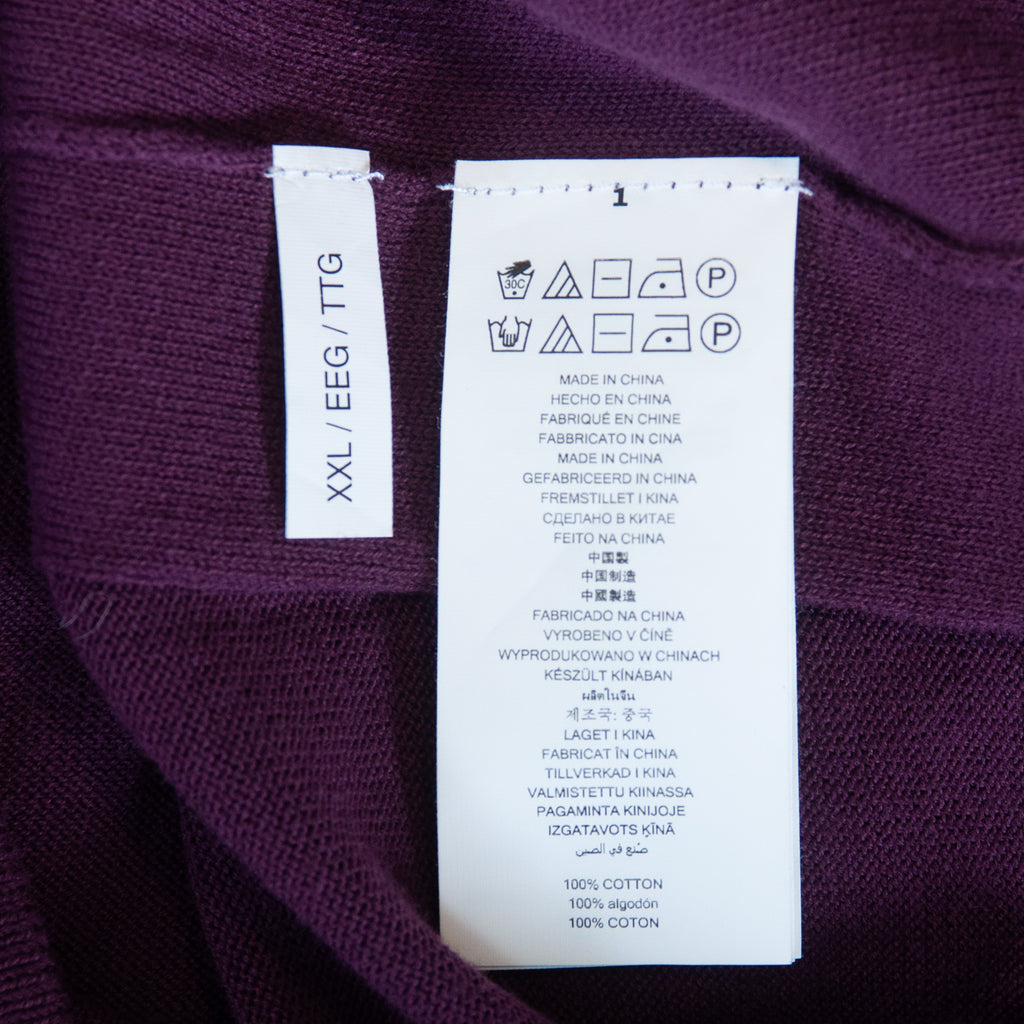 XXL / EEG / TTG
1
30C
P
P
MADE IN CHINA
HECHO EN CHINA
FABRIQUÉ EN CHINE
FABBRICATO IN CINA
MADE IN CHINA
GEFABRICEERD IN CHINA
FREMSTILLET I KINA
СДЕЛАНО В КИТАЕ
FEITO NA CHINA
中国製
中国制造
中國製造
FABRICADO NA CHINA
VYROBENO V ČÍNĚ
WYPRODUKOWANO W CHINACH
KÉSZÜLT KÍNÁBAN
ผลิตในจีน
제조국: 중국
LAGET I KINA
FABRICAT ÎN CHINA
TILLVERKAD I KINA
VALMISTETTU KIINASSA
PAGAMINTA KINIJOJE
IZGATAVOTS ĶĪNĀ
صُنع في الصين
100% COTTON
100% algodón
100% COTON